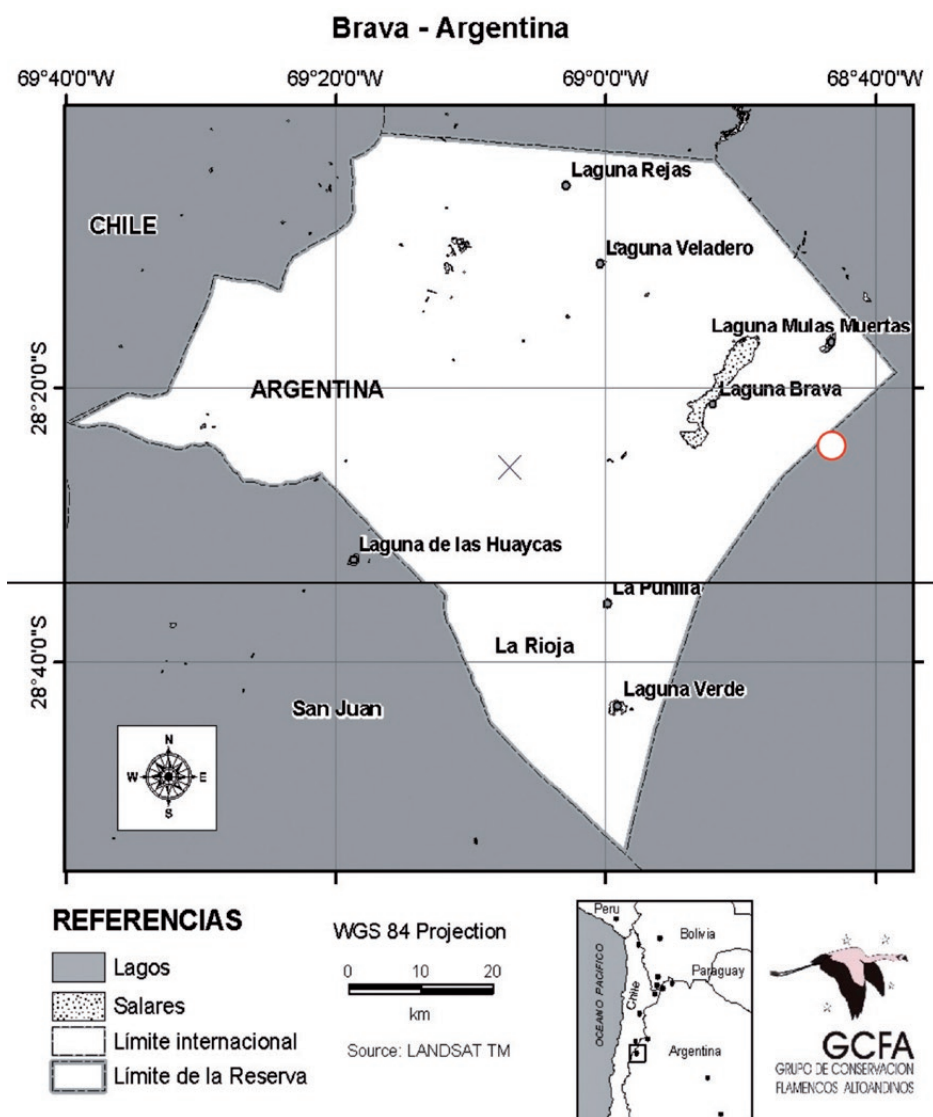 Brava - Argentina
69°40'0"W
69°20'0"W
69°0'0"W
68°40'0"W
Laguna Rejas
CHILE
Laguna Veladero
Laguna Mulas Muertas
28°20'0"S
ARGENTINA
Laguna Brava
Laguna de las Huaycas
La Punilla
28°40'0"S
La Rioja
Laguna Verde
San Juan
N
W
E
S
REFERENCIAS
Lagos
Salares
Límite internacional
Límite de la Reserva
WGS 84 Projection
0 10 20
km
Source: LANDSAT TM
Peru
Bolivia
Paraguay
OCEANO PACIFICO
Chile
Argentina
GCFA
GRUPO DE CONSERVACION
FLAMENCOS ALTOANDINOS